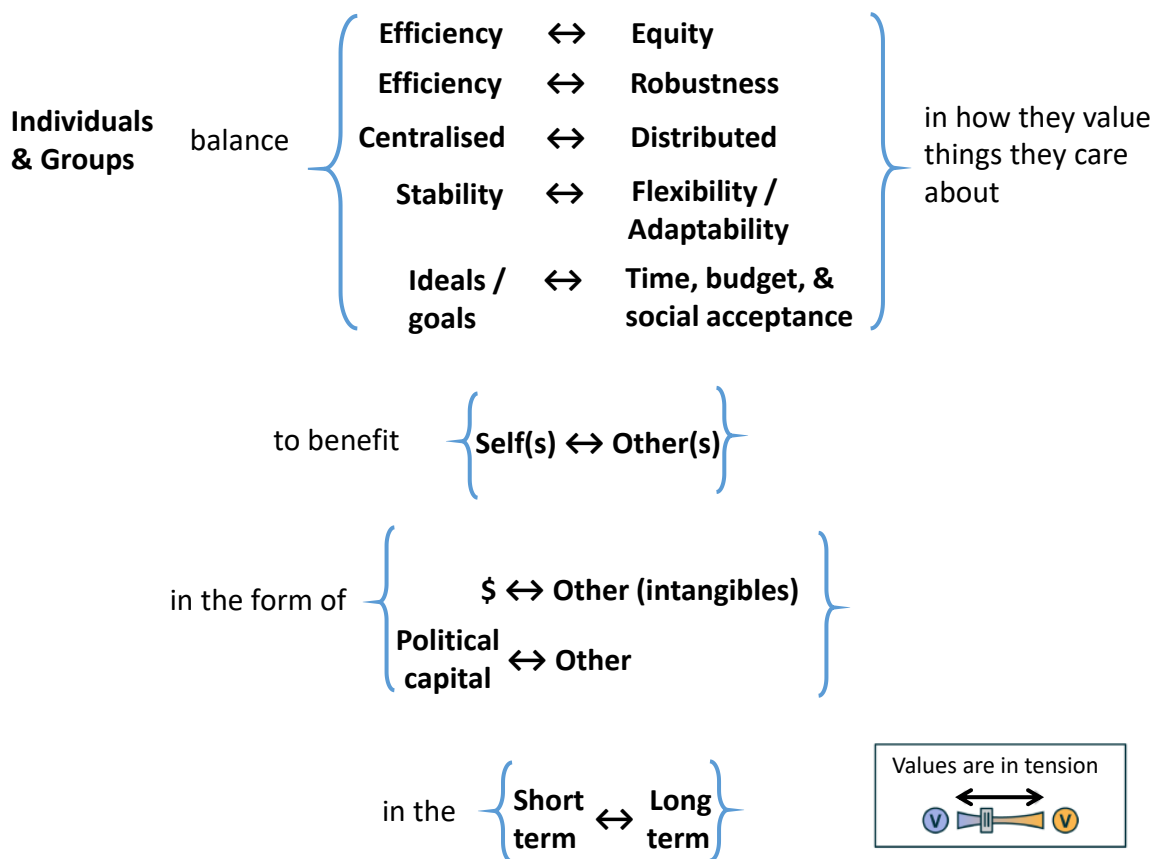 Efficiency ↔ Equity
Efficiency ↔ Robustness
Individuals
& Groups
balance
Centralised ↔ Distributed
Stability ↔ Flexibility /
Adaptability
Ideals /
goals
↔ Time, budget, &
social acceptance
in how they value
things they care
about
to benefit
Self(s) ↔ Other(s)
in the form of
$ ↔ Other (intangibles)
Political
capital
↔ Other
in the
Short
term
↔ Long
term
Values are in tension
V V